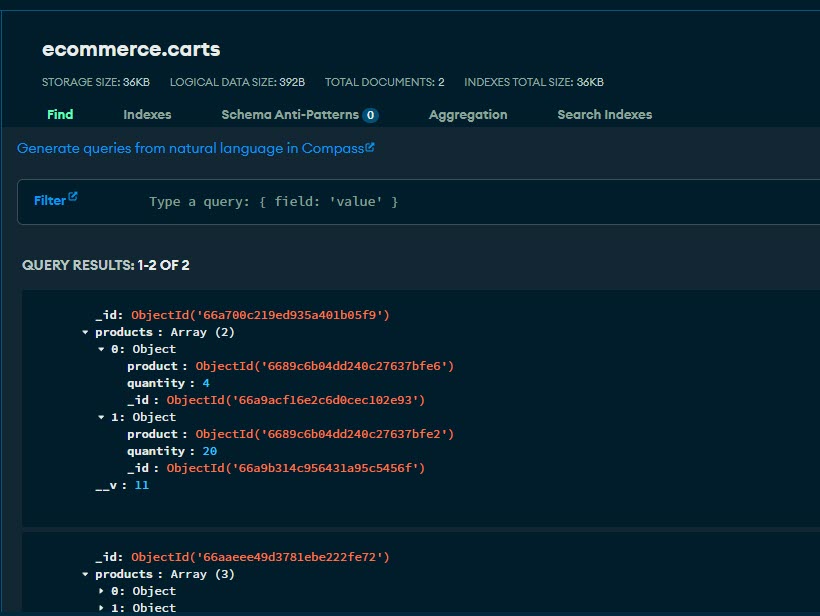 ecommerce.carts
STORAGE SIZE: 36KB LOGICAL DATA SIZE: 392B TOTAL DOCUMENTS: 2 INDEXES TOTAL SIZE: 36KB
Find Indexes Schema Anti-Patterns 0 Aggregation Search Indexes
Generate queries from natural language in Compass
Filter Type a query: { field: 'value' }
QUERY RESULTS: 1-2 OF 2
_id: ObjectId('66a700c219ed935a401b05f9')
products: Array (2)
0: Object
product: ObjectId('6689c6b04dd240c27637bfe6')
quantity: 4
_id: ObjectId('66a9acf16e2c6d0cec102e93')
1: Object
product: ObjectId('6689c6b04dd240c27637bfe2')
quantity: 20
_id: ObjectId('66a9b314c956431a95c5456f')
__v: 11
_id: ObjectId('66aaeee49d3781ebe222fe72')
products: Array (3)
0: Object
1: Object